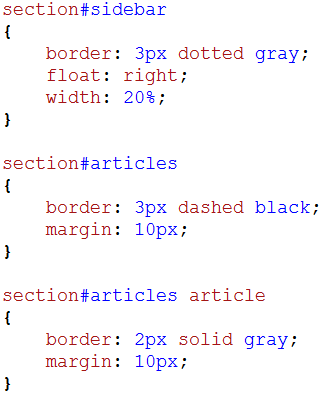 section#sidebar
{
    border: 3px dotted gray;
    float: right;
    width: 20%;
}

section#articles
{
    border: 3px dashed black;
    margin: 10px;
}

section#articles article
{
    border: 2px solid gray;
    margin: 10px;
}